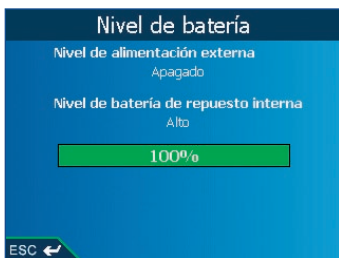 Nivel de batería
Nivel de alimentación externa
Apagado
Nivel de batería de repuesto interna
Alto
100%
ESC